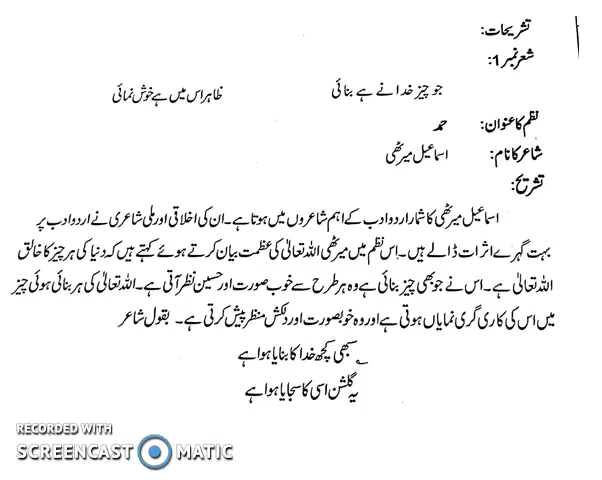 تشریحات:
شعر نمبر 1:
جو چیز خدا نے ہے بنائی ظاہر اس میں ہے خوش نمائی
نظم کا عنوان: حمد
شاعر کا نام: اسماعیل میرٹھی
تشریح:
اسماعیل میرٹھی کا شمار اردو ادب کے اہم شاعروں میں ہوتا ہے۔ ان کی اخلاقی اور ملی شاعری نے اردو ادب پر
بہت گہرے اثرات ڈالے ہیں۔ اس نظم میں میرٹھی اللہ تعالیٰ کی عظمت بیان کرتے ہوئے کہتے ہیں کہ دنیا کی ہر چیز کا خالق
اللہ تعالیٰ ہے۔ اس نے جو بھی چیز بنائی ہے وہ ہر طرح سے خوب صورت اور حسین نظر آتی ہے۔ اللہ تعالیٰ کی ہر بنائی ہوئی چیز
میں اس کی کاری گری نمایاں ہوتی ہے اور وہ خوبصورت اور دلکش منظر پیش کرتی ہے۔ بقول شاعر
؎ سبھی کچھ خدا کا بنایا ہوا ہے
یہ گلشن اسی کا سجایا ہوا ہے
RECORDED WITH
SCREENCAST MATIC